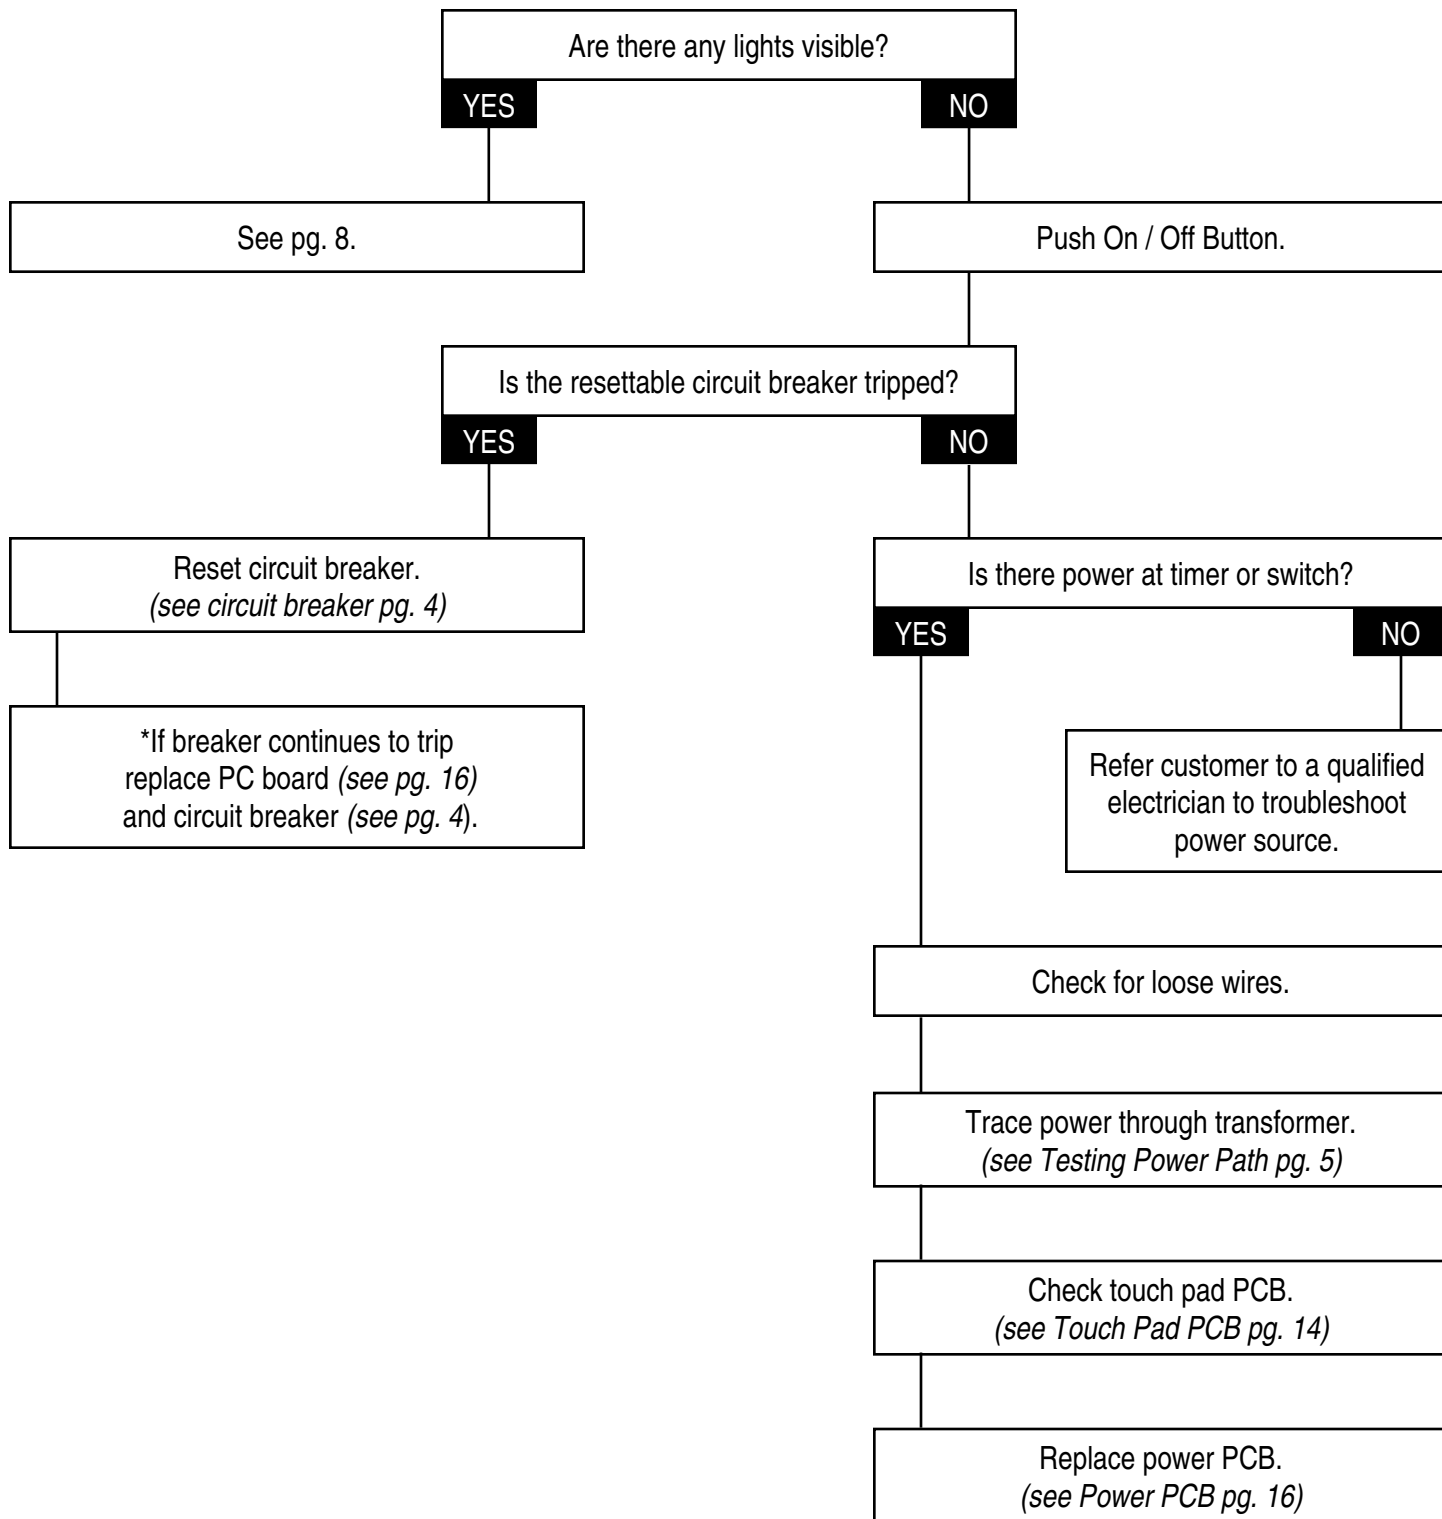 Are there any lights visible?
YES
NO
See pg. 8.
Push On / Off Button.
Is the resettable circuit breaker tripped?
YES
NO
Reset circuit breaker.
(see circuit breaker pg. 4)
Is there power at timer or switch?
YES
NO
*If breaker continues to trip
replace PC board (see pg. 16)
and circuit breaker (see pg. 4).
Refer customer to a qualified
electrician to troubleshoot
power source.
Check for loose wires.
Trace power through transformer.
(see Testing Power Path pg. 5)
Check touch pad PCB.
(see Touch Pad PCB pg. 14)
Replace power PCB.
(see Power PCB pg. 16)